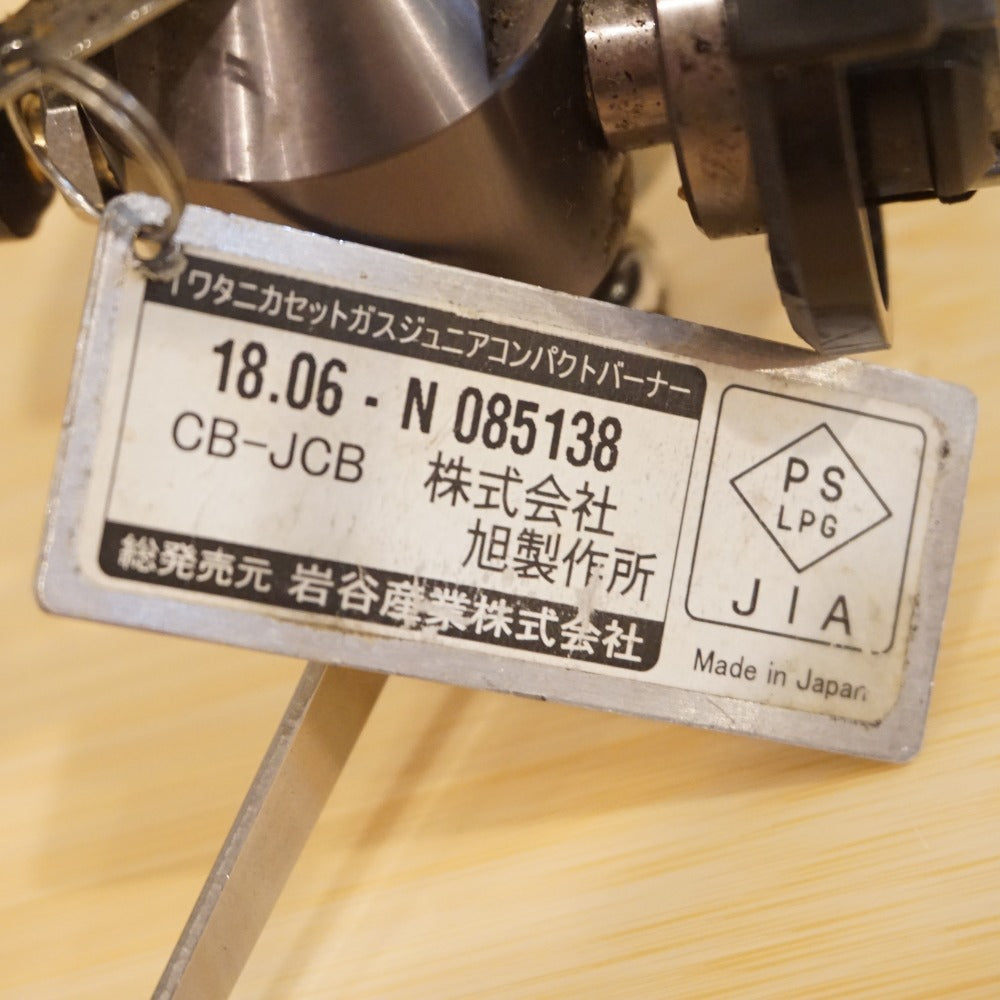 イワタニカセットガスジュニアコンパクトバーナー
18.06 - N 085138
CB-JCB
株式会社
旭製作所
総発売元 岩谷産業株式会社
PS
LPG
JIA
Made in Japan